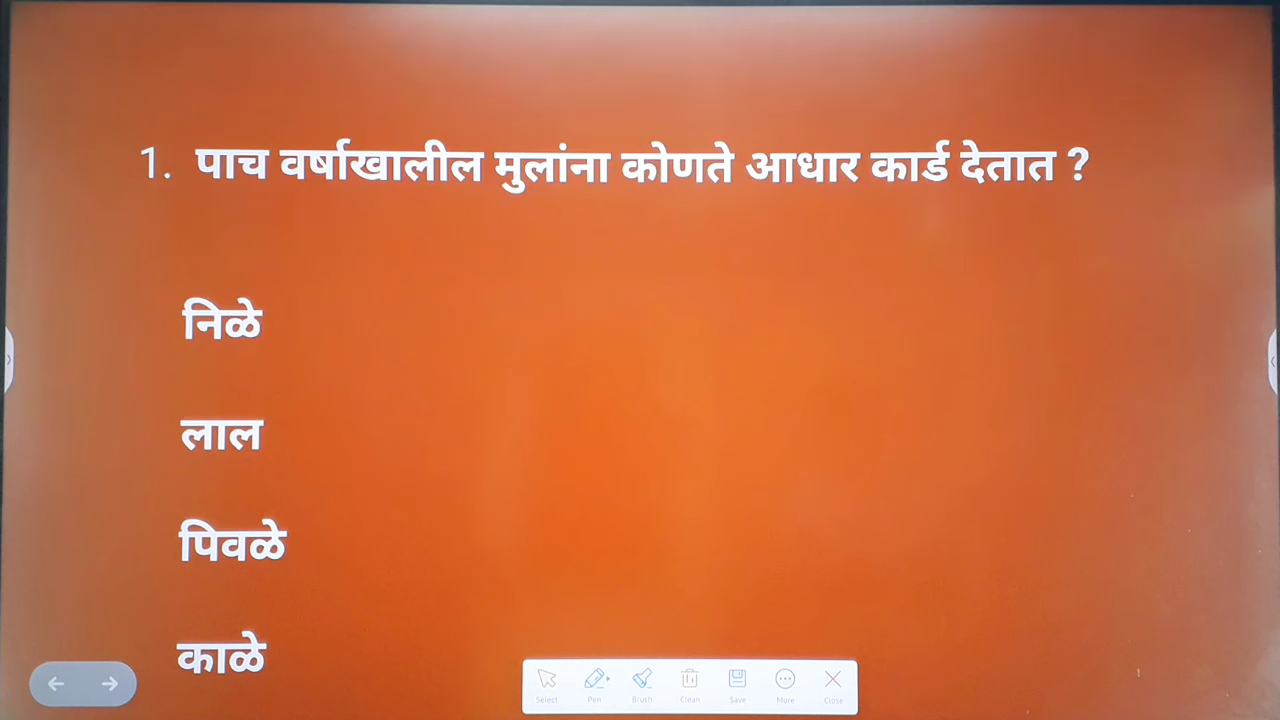 1. पाच वर्षाखालील मुलांना कोणते आधार कार्ड देतात ?
निळे
लाल
पिवळे
काळे
Select Pen Brush Clean Save More Close